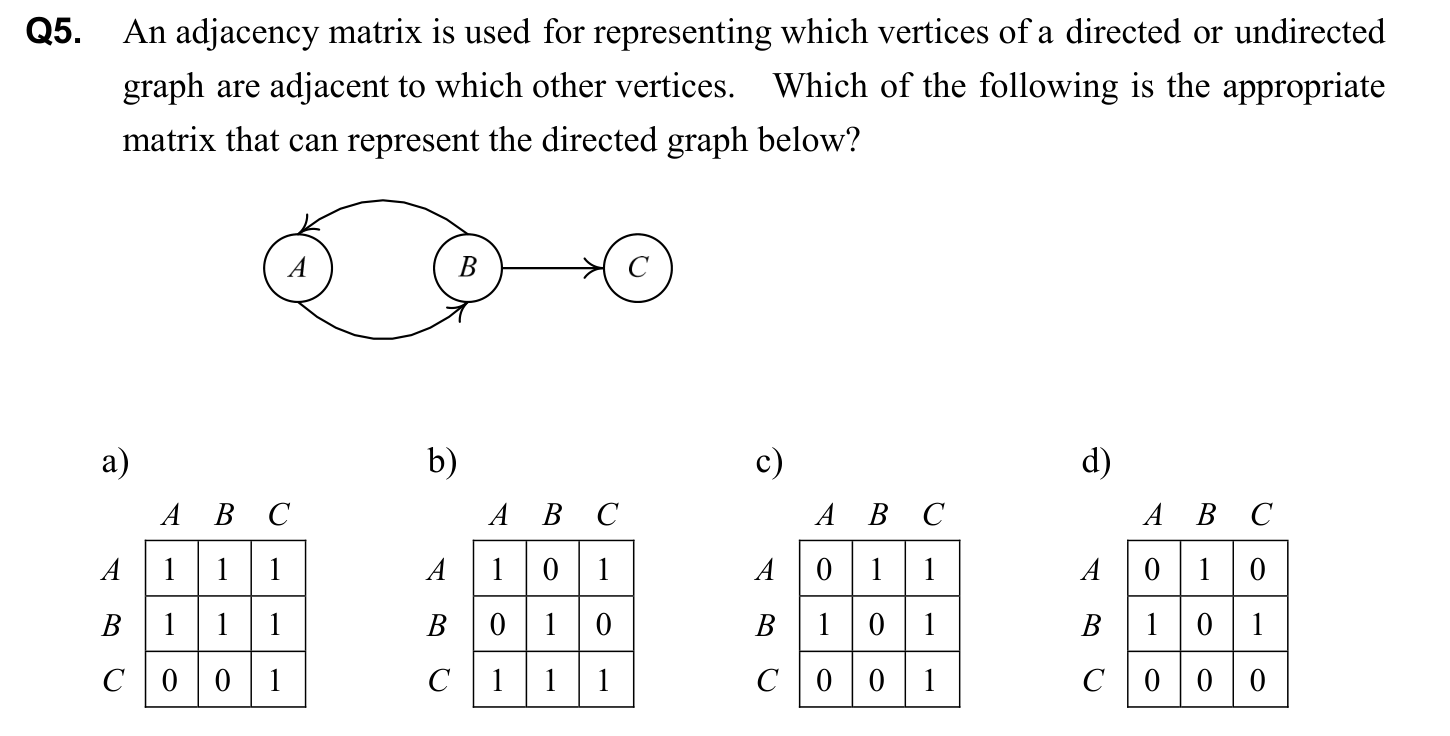 Q5. An adjacency matrix is used for representing which vertices of a directed or undirected
graph are adjacent to which other vertices. Which of the following is the appropriate
matrix that can represent the directed graph below?
A B C
a) b) c) d)
A B C A B C A B C A B C
A 1 1 1 A 1 0 1 A 0 1 1 A 0 1 0
B 1 1 1 B 0 1 0 B 1 0 1 B 1 0 1
C 0 0 1 C 1 1 1 C 0 0 1 C 0 0 0